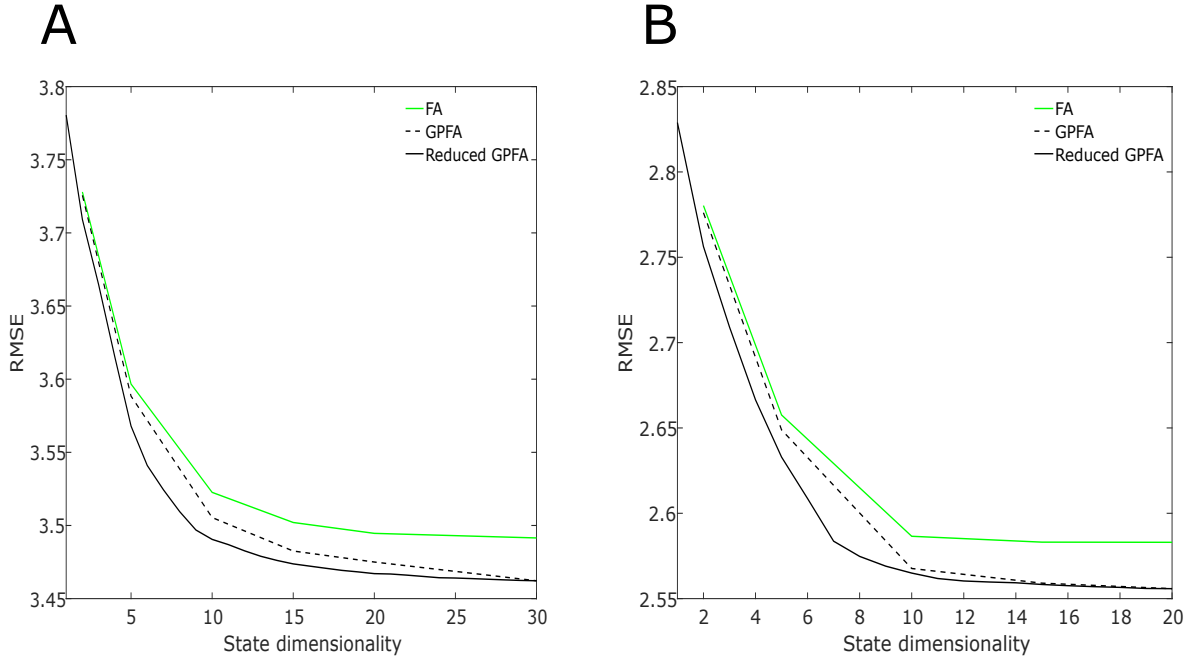 A
3.8
3.75
3.7
3.65
3.6
3.55
3.5
3.45
RMSE
FA
GPFA
Reduced GPFA
5 10 15 20 25 30
State dimensionality
B
2.85
2.8
2.75
2.7
2.65
2.6
2.55
RMSE
FA
GPFA
Reduced GPFA
2 4 6 8 10 12 14 16 18 20
State dimensionality